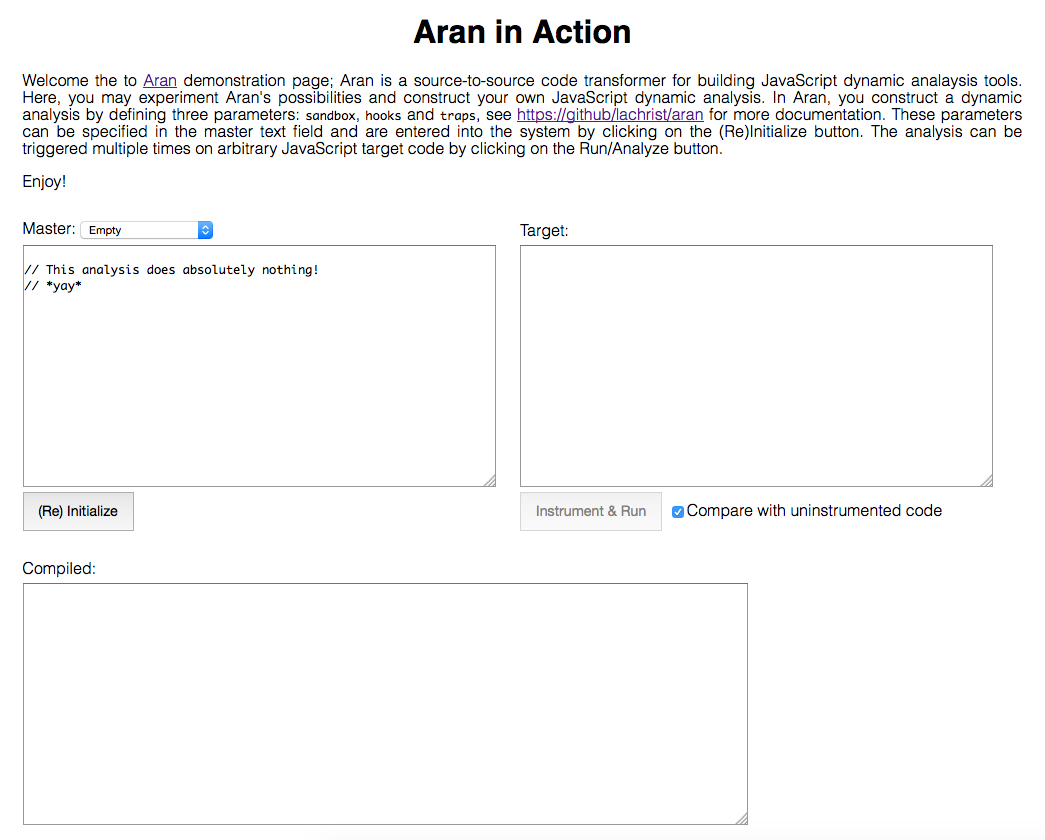 Aran in Action
Welcome the to Aran demonstration page; Aran is a source-to-source code transformer for building JavaScript dynamic analaysis tools.
Here, you may experiment Aran's possibilities and construct your own JavaScript dynamic analysis. In Aran, you construct a dynamic
analysis by defining three parameters: sandbox, hooks and traps, see https://github/lachrist/aran for more documentation. These parameters
can be specified in the master text field and are entered into the system by clicking on the (Re)Initialize button. The analysis can be
triggered multiple times on arbitrary JavaScript target code by clicking on the Run/Analyze button.
Enjoy!
Master: Empty
// This analysis does absolutely nothing!
// *yay*
(Re) Initialize
Target:
Instrument & Run Compare with uninstrumented code
Compiled: